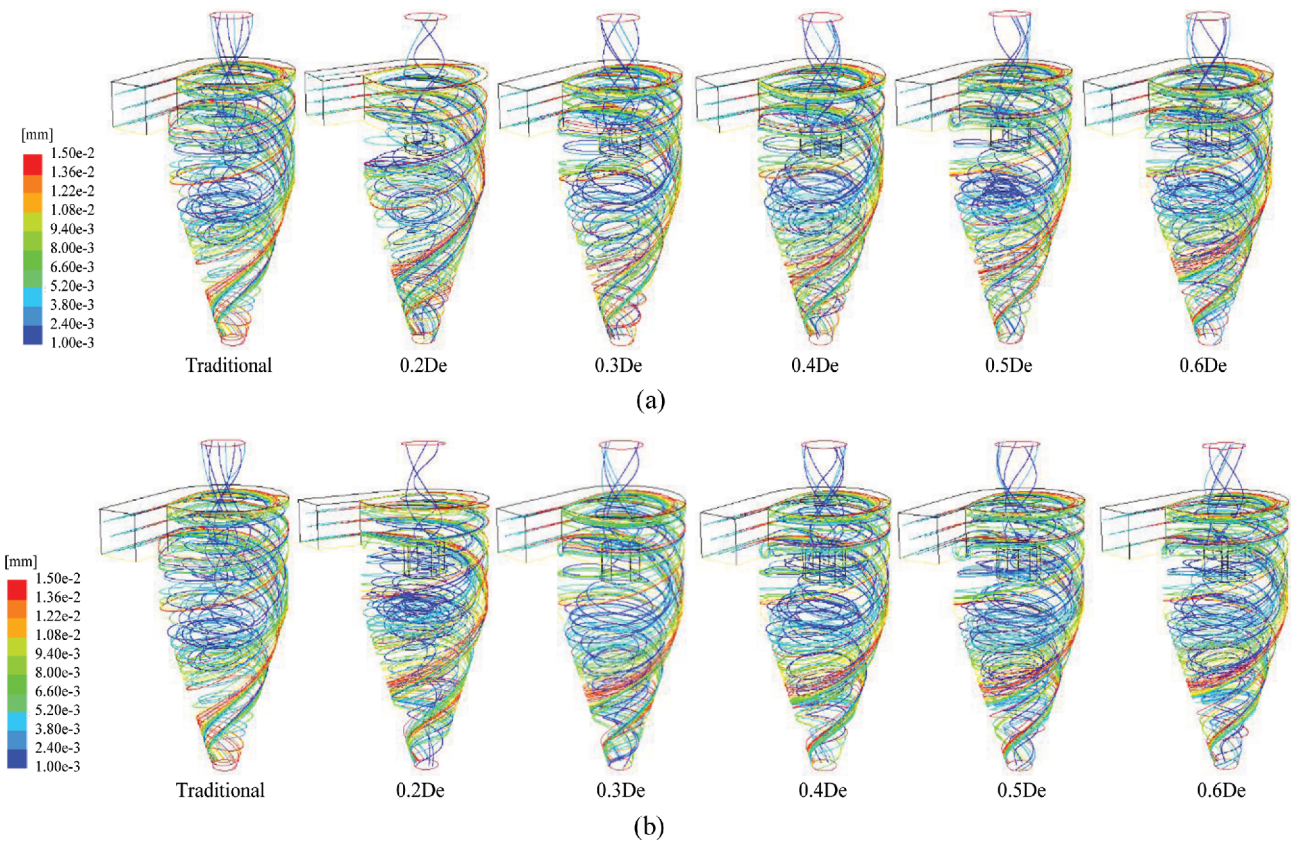 [mm]
1.50e-2
1.36e-2
1.22e-2
1.08e-2
9.40e-3
8.00e-3
6.60e-3
5.20e-3
3.80e-3
2.40e-3
1.00e-3
Traditional 0.2De 0.3De 0.4De 0.5De 0.6De
(a)
[mm]
1.50e-2
1.36e-2
1.22e-2
1.08e-2
9.40e-3
8.00e-3
6.60e-3
5.20e-3
3.80e-3
2.40e-3
1.00e-3
Traditional 0.2De 0.3De 0.4De 0.5De 0.6De
(b)